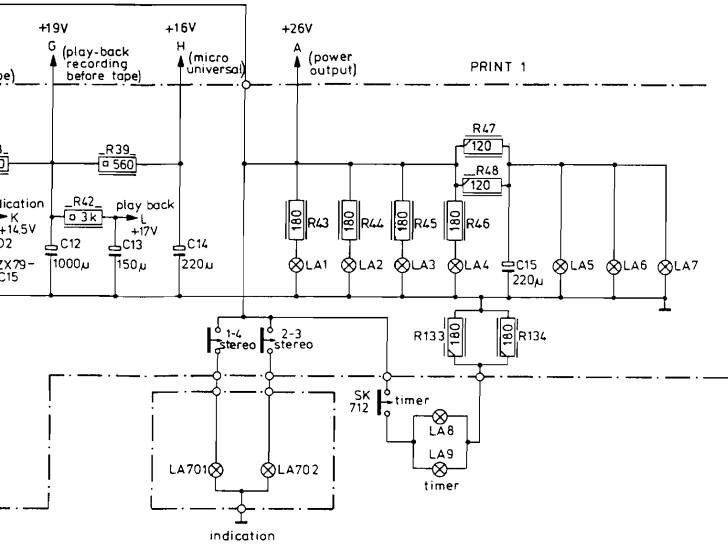 +19V
+16V
+26V
G (play-back
recording
before tape)
H (micro
universal)
A (power
output)
PRINT 1
pe)
R47
120
R39
560
R48
120
R42
3k
dication
K
+14.5V
play back
L
+17V
R43
180
R44
180
R45
180
R46
180
D2
ZX79-
C15
C12
1000µ
C13
150µ
C14
220µ
LA1
LA2
LA3
LA4
C15
220µ
LA5
LA6
LA7
1-4
stereo
2-3
stereo
R133
180
180
R134
SK
712
timer
LA8
LA9
timer
LA701
LA702
indication